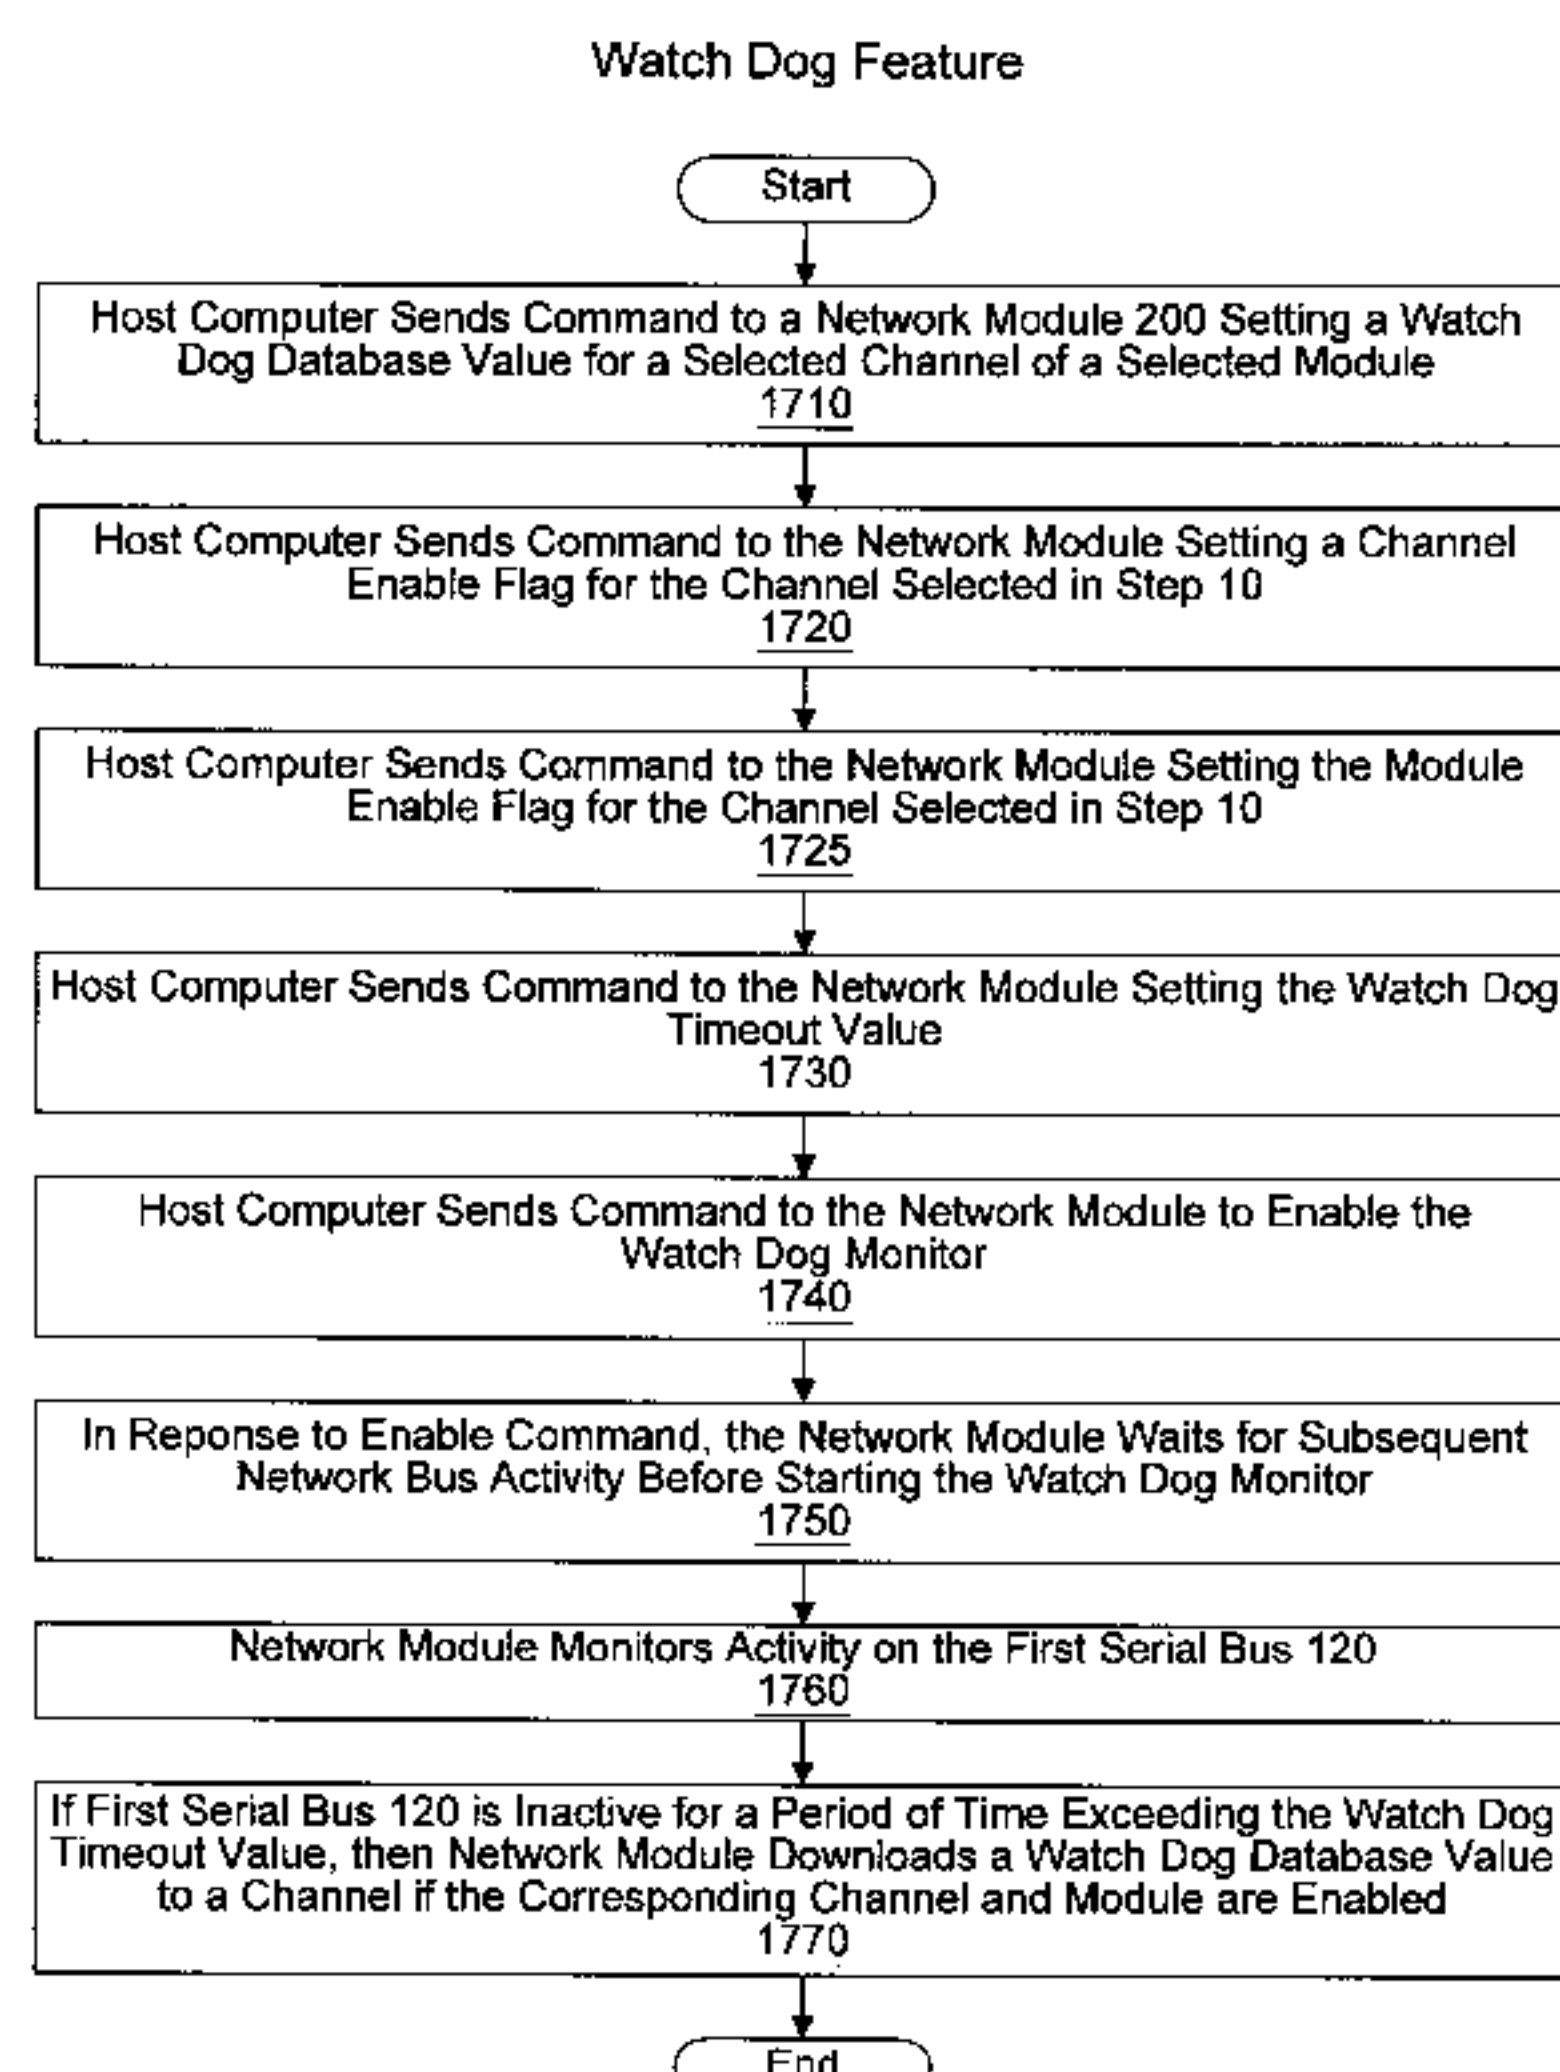 Watch Dog Feature
Start
Host Computer Sends Command to a Network Module 200 Setting a Watch
Dog Database Value for a Selected Channel of a Selected Module
1710
Host Computer Sends Command to the Network Module Setting a Channel
Enable Flag for the Channel Selected in Step 10
1720
Host Computer Sends Command to the Network Module Setting the Module
Enable Flag for the Channel Selected in Step 10
1725
Host Computer Sends Command to the Network Module Setting the Watch Dog
Timeout Value
1730
Host Computer Sends Command to the Network Module to Enable the
Watch Dog Monitor
1740
In Reponse to Enable Command, the Network Module Waits for Subsequent
Network Bus Activity Before Starting the Watch Dog Monitor
1750
Network Module Monitors Activity on the First Serial Bus 120
1760
If First Serial Bus 120 is Inactive for a Period of Time Exceeding the Watch Dog
Timeout Value, then Network Module Downloads a Watch Dog Database Value
to a Channel if the Corresponding Channel and Module are Enabled
1770
End